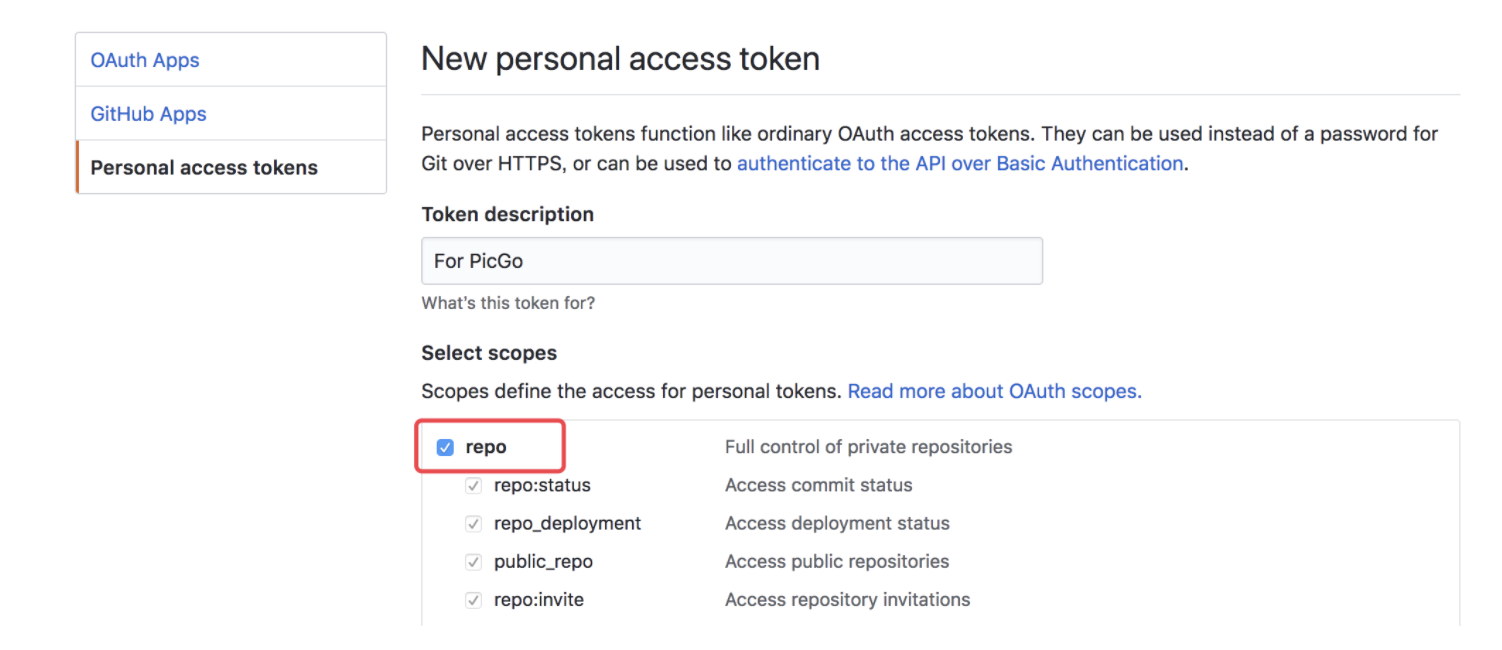 OAuth Apps
GitHub Apps
Personal access tokens
New personal access token
Personal access tokens function like ordinary OAuth access tokens. They can be used instead of a password for
Git over HTTPS, or can be used to authenticate to the API over Basic Authentication.
Token description
For PicGo
What's this token for?
Select scopes
Scopes define the access for personal tokens. Read more about OAuth scopes.
repo Full control of private repositories
repo:status Access commit status
repo_deployment Access deployment status
public_repo Access public repositories
repo:invite Access repository invitations